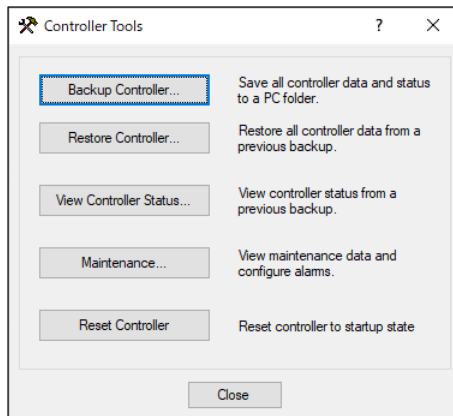 Controller Tools
?
Backup Controller...
Save all controller data and status
to a PC folder.
Restore Controller...
Restore all controller data from a
previous backup.
View Controller Status...
View controller status from a
previous backup.
Maintenance...
View maintenance data and
configure alarms.
Reset Controller
Reset controller to startup state
Close